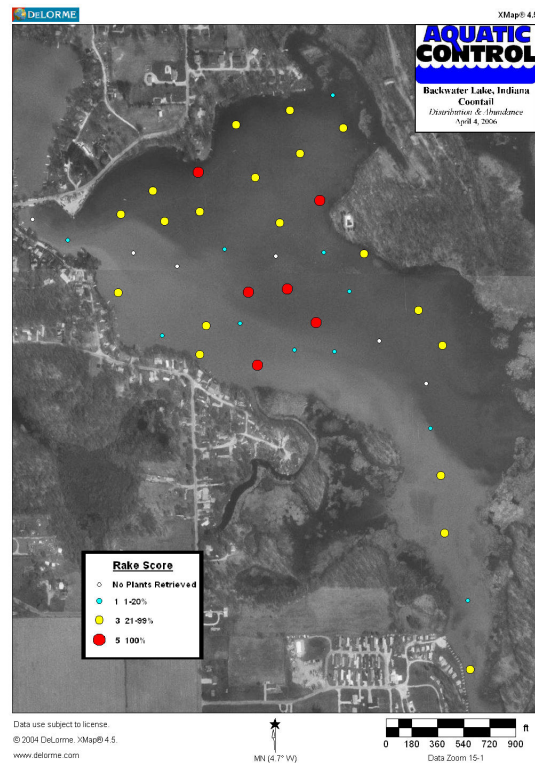 DELORME
XMap® 4.5
AQUATIC
CONTROL
Backwater Lake, Indiana
Coontail
Distribution & Abundance
April 4, 2006
Rake Score
No Plants Retrieved
1 1-20%
3 21-99%
5 100%
Data use subject to license.
© 2004 DeLorme. XMap® 4.5.
www.delorme.com
MN (4.7° W)
ft
0 180 360 540 720 900
Data Zoom 15-1